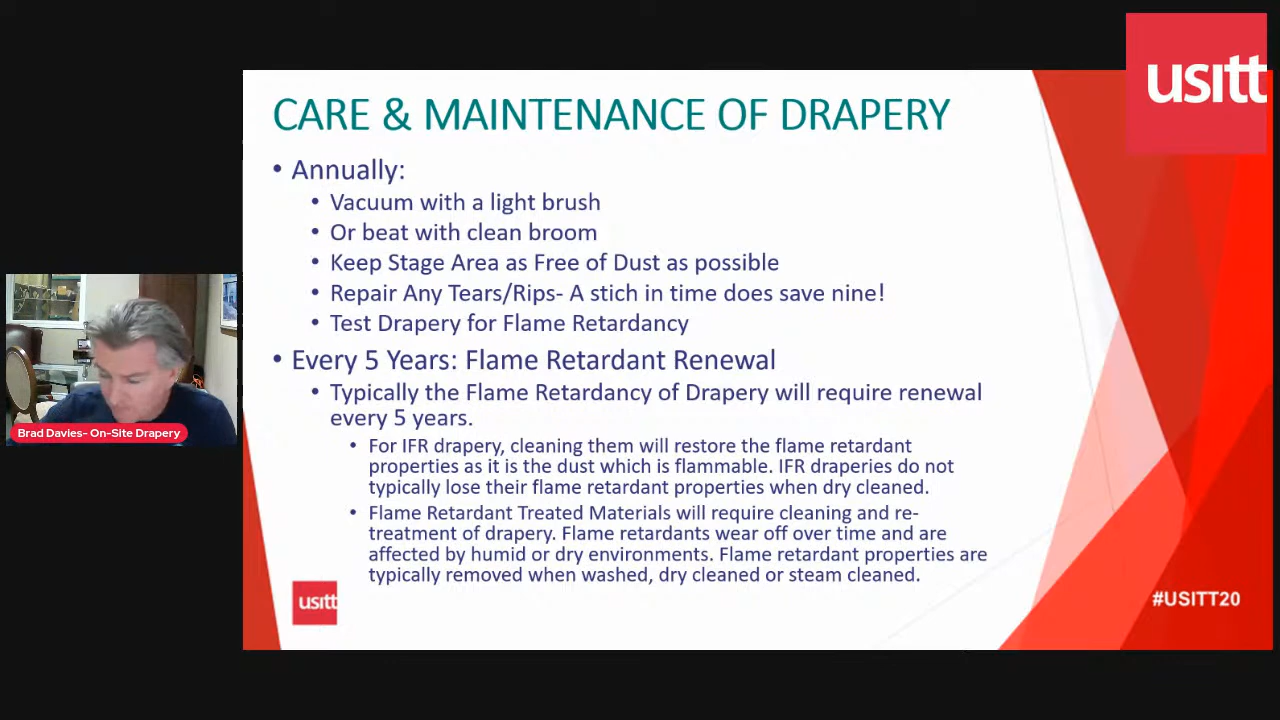 usitt
CARE & MAINTENANCE OF DRAPERY
• Annually:
• Vacuum with a light brush
• Or beat with clean broom
• Keep Stage Area as Free of Dust as possible
• Repair Any Tears/Rips- A stich in time does save nine!
• Test Drapery for Flame Retardancy
• Every 5 Years: Flame Retardant Renewal
• Typically the Flame Retardancy of Drapery will require renewal
every 5 years.
• For IFR drapery, cleaning them will restore the flame retardant
properties as it is the dust which is flammable. IFR draperies do not
typically lose their flame retardant properties when dry cleaned.
• Flame Retardant Treated Materials will require cleaning and re-
treatment of drapery. Flame retardants wear off over time and are
affected by humid or dry environments. Flame retardant properties are
typically removed when washed, dry cleaned or steam cleaned.
Brad Davies- On-Site Drapery
usitt
#USITT20